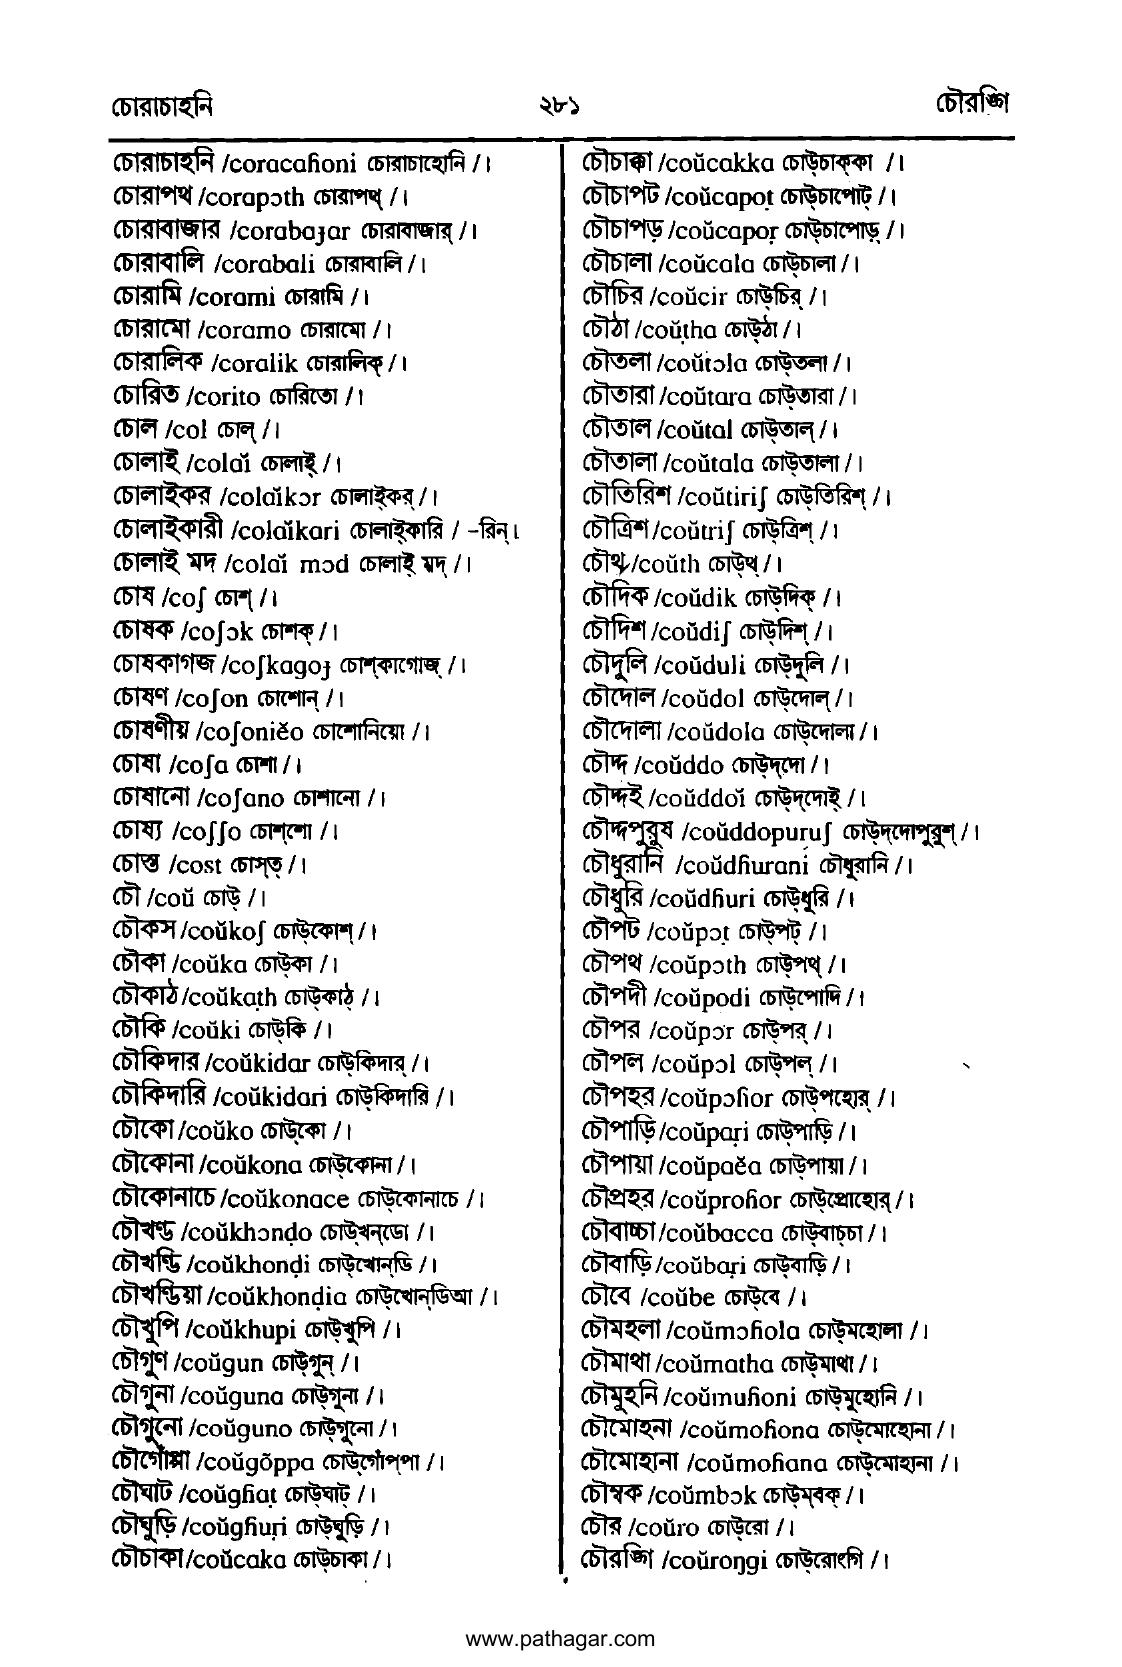 চোরাচাহনি ২৮১ চৌরঙ্গি
চোরাচাহনি /coracaɦoni চোরাচাহোনি / ।
চোরাপথ /corapɔth চোরাপথ্ / ।
চোরাবাজার /corabaɟar চোরাবাজার্ / ।
চোরাবালি /corabali চোরাবালি / ।
চোরামি /corami চোরামি / ।
চোরামো /coramo চোরামো / ।
চোরালিক /coralik চোরালিক্ / ।
চোরিত /corito চোরিতো / ।
চোল /col চোল্ / ।
চোলাই /colaĭ চোলাই্ / ।
চোলাইকর /colaĭkɔr চোলাই্কর্ / ।
চোলাইকারী /colaĭkari চোলাই্কারি / -রিন্।
চোলাই মদ /colaĭ mɔd চোলাই্ মদ্ / ।
চোষ /coʃ চোশ্ / ।
চোষক /coʃɔk চোশক্ / ।
চোষকাগজ /coʃkagoɟ চোশ্কাগোজ্ / ।
চোষণ /coʃon চোশোন্ / ।
চোষণীয় /coʃoniĕo চোশোনিয়ো / ।
চোষা /coʃa চোশা / ।
চোষানো /coʃano চোশানো / ।
চোষ্য /coʃʃo চোশ্শো / ।
চোস্ত /cost চোস্ত্ / ।
চৌ /coŭ চোউ্ / ।
চৌকস /coŭkoʃ চোউ্কোশ্ / ।
চৌকা /coŭka চোউ্কা / ।
চৌকাঠ /coŭkaṭh চোউ্কাঠ্ / ।
চৌকি /coŭki চোউ্কি / ।
চৌকিদার /coŭkidar চোউ্কিদার্ / ।
চৌকিদারি /coŭkidari চোউ্কিদারি / ।
চৌকো /coŭko চোউ্কো / ।
চৌকোনা /coŭkona চোউ্কোনা / ।
চৌকোনাচে /coŭkonace চোউ্কোনাচে / ।
চৌখণ্ড /coŭkhɔnḍo চোউ্খন্ডো / ।
চৌখণ্ডি /coŭkhonḍi চোউ্খোন্ডি / ।
চৌখণ্ডিয়া /coŭkhonḍia চোউ্খোন্ডিআ / ।
চৌখুপি /coŭkhupi চোউ্খুপি / ।
চৌগুণ /coŭgun চোউ্গুন্ / ।
চৌগুনা /coŭguna চোউ্গুনা / ।
চৌগুনো /coŭguno চোউ্গুনো / ।
চৌগোঁপ্পা /coŭgõppa চোউ্গোঁপ্পা / ।
চৌঘাট /coŭgɦaṭ চোউ্ঘাট্ / ।
চৌঘুড়ি /coŭgɦuṛi চোউ্ঘুড়ি / ।
চৌচাকা /coŭcaka চোউ্চাকা / ।
চৌচাক্কা /coŭcakka চোউ্চাক্কা / ।
চৌচাপট /coŭcapoṭ চোউ্চাপোট্ / ।
চৌচাপড় /coŭcapoṛ চোউ্চাপোড়্ / ।
চৌচালা /coŭcala চোউ্চালা / ।
চৌচির /coŭcir চোউ্চির্ / ।
চৌঠা /coŭṭha চোউ্ঠা / ।
চৌতলা /coŭtɔla চোউ্তলা / ।
চৌতারা /coŭtara চোউ্তারা / ।
চৌতাল /coŭtal চোউ্তাল্ / ।
চৌতালা /coŭtala চোউ্তালা / ।
চৌতিরিশ /coŭtiriʃ চোউ্তিরিশ্ / ।
চৌত্রিশ /coŭtriʃ চোউ্ত্রিশ্ / ।
চৌথ্ /coŭth চোউ্থ্ / ।
চৌদিক /coŭdik চোউ্দিক্ / ।
চৌদিশ /coŭdiʃ চোউ্দিশ্ / ।
চৌদুলি /coŭduli চোউ্দুলি / ।
চৌদোল /coŭdol চোউ্দোল্ / ।
চৌদোলা /coŭdola চোউ্দোলা / ।
চৌদ্দ /coŭddo চোউ্দ্দো / ।
চৌদ্দই /coŭddoĭ চোউ্দ্দোই্ / ।
চৌদ্দপুরুষ /coŭddopuruʃ চোউ্দ্দোপুরুশ্ / ।
চৌধুরানি /coŭdɦurani চৌধুরানি / ।
চৌধুরি /coŭdɦuri চোউ্ধুরি / ।
চৌপট /coŭpɔṭ চোউ্পট্ / ।
চৌপথ /coŭpɔth চোউ্পথ্ / ।
চৌপদী /coŭpodi চোউ্পোদি / ।
চৌপর /coŭpɔr চোউ্পর্ / ।
চৌপল /coŭpɔl চোউ্পল্ / ।
চৌপহর /coŭpɔɦor চোউ্পহোর্ / ।
চৌপাড়ি /coŭpaṛi চোউ্পাড়ি / ।
চৌপায়া /coŭpaĕa চোউ্পায়া / ।
চৌপ্রহর /coŭproɦor চোউ্প্রোহোর্ / ।
চৌবাচ্চা /coŭbacca চোউ্বাচ্চা / ।
চৌবাড়ি /coŭbaṛi চোউ্বাড়ি / ।
চৌবে /coŭbe চোউ্বে / ।
চৌমহলা /coŭmɔɦola চোউ্মহোলা / ।
চৌমাথা /coŭmatha চোউ্মাথা / ।
চৌমুহনি /coŭmuɦoni চোউ্মুহোনি / ।
চৌমোহনা /coŭmoɦona চোউ্মোহোনা / ।
চৌমোহানা /coŭmoɦana চোউ্মোহানা / ।
চৌম্বক /coŭmbɔk চোউ্ম্বক্ / ।
চৌর /coŭro চোউ্রো / ।
চৌরঙ্গি /coŭroŋgi চোউ্রোংগি / ।
www.pathagar.com